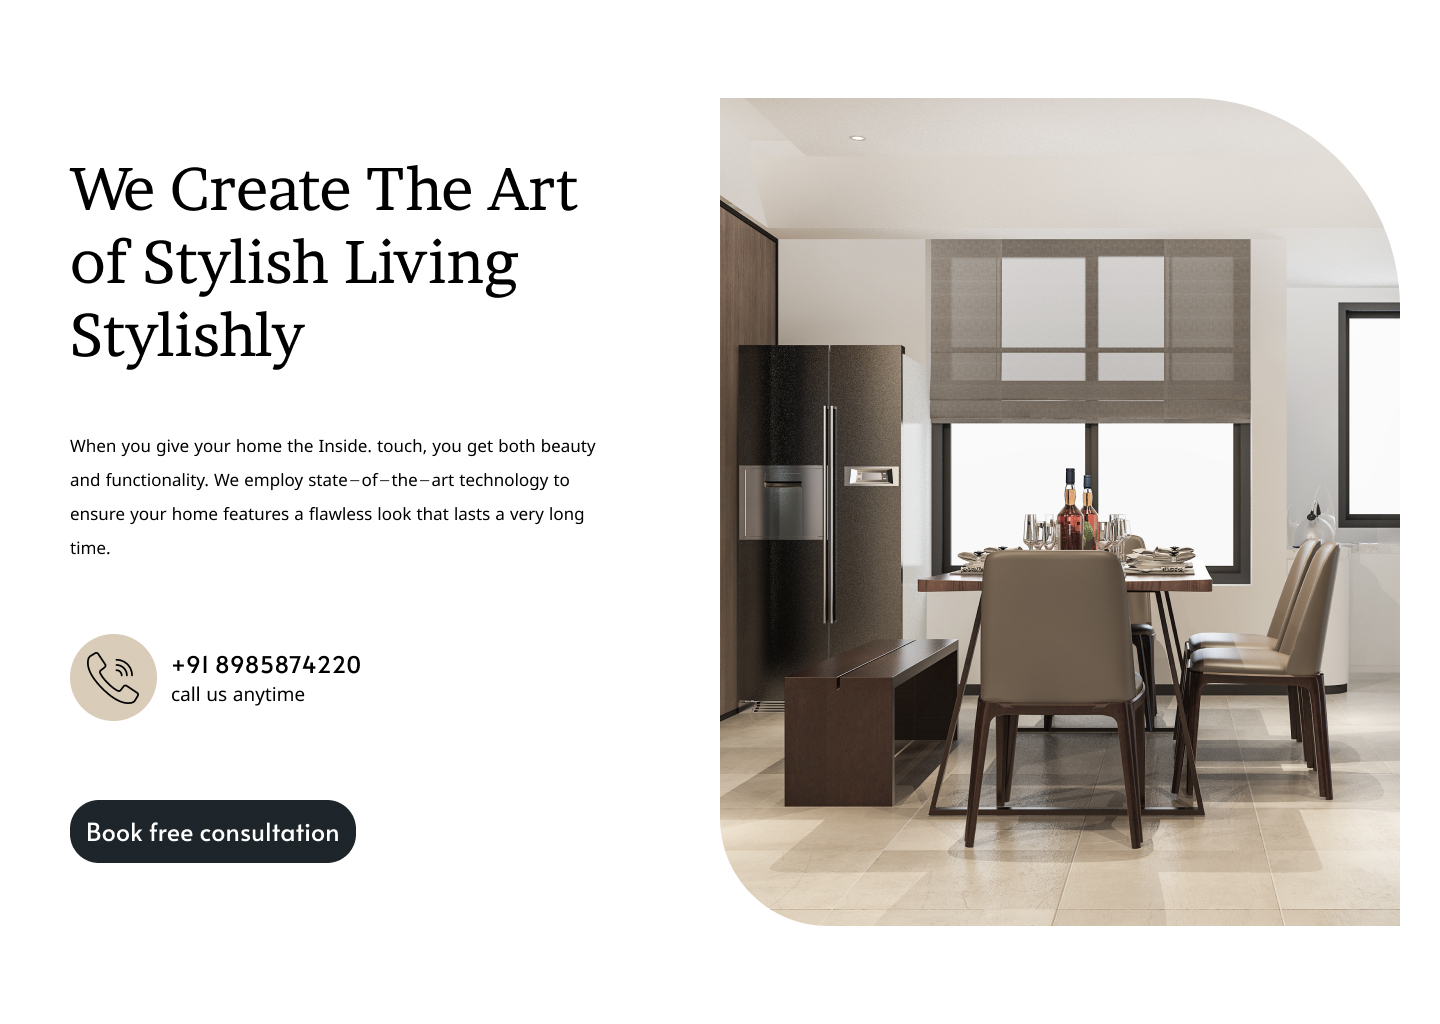 We Create The Art
of Stylish Living
Stylishly
When you give your home the Inside. touch, you get both beauty
and functionality. We employ state–of–the–art technology to
ensure your home features a flawless look that lasts a very long
time.
+91 8985874220
call us anytime
Book free consultation